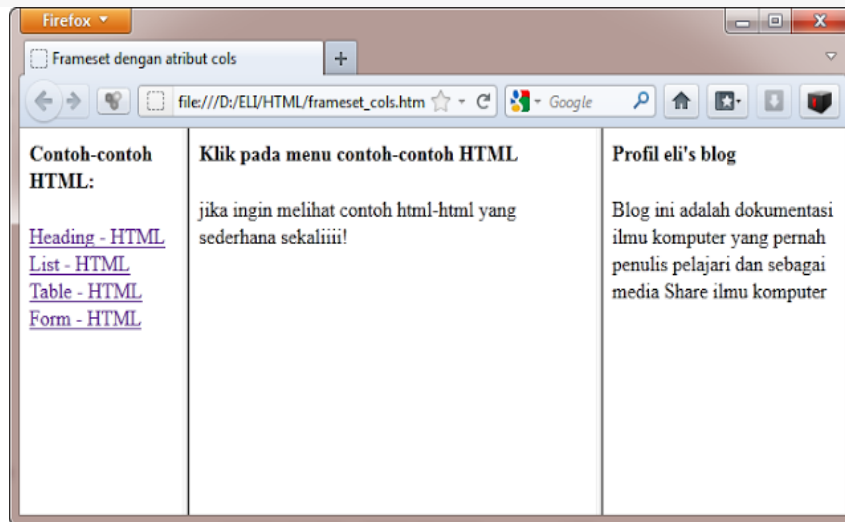 Firefox
Frameset dengan atribut cols
file:///D:/ELI/HTML/frameset_cols.htm
Google
Contoh-contoh
HTML:
Heading - HTML
List - HTML
Table - HTML
Form - HTML
Klik pada menu contoh-contoh HTML
jika ingin melihat contoh html-html yang
sederhana sekaliiii!
Profil eli's blog
Blog ini adalah dokumentasi
ilmu komputer yang pernah
penulis pelajari dan sebagai
media Share ilmu komputer